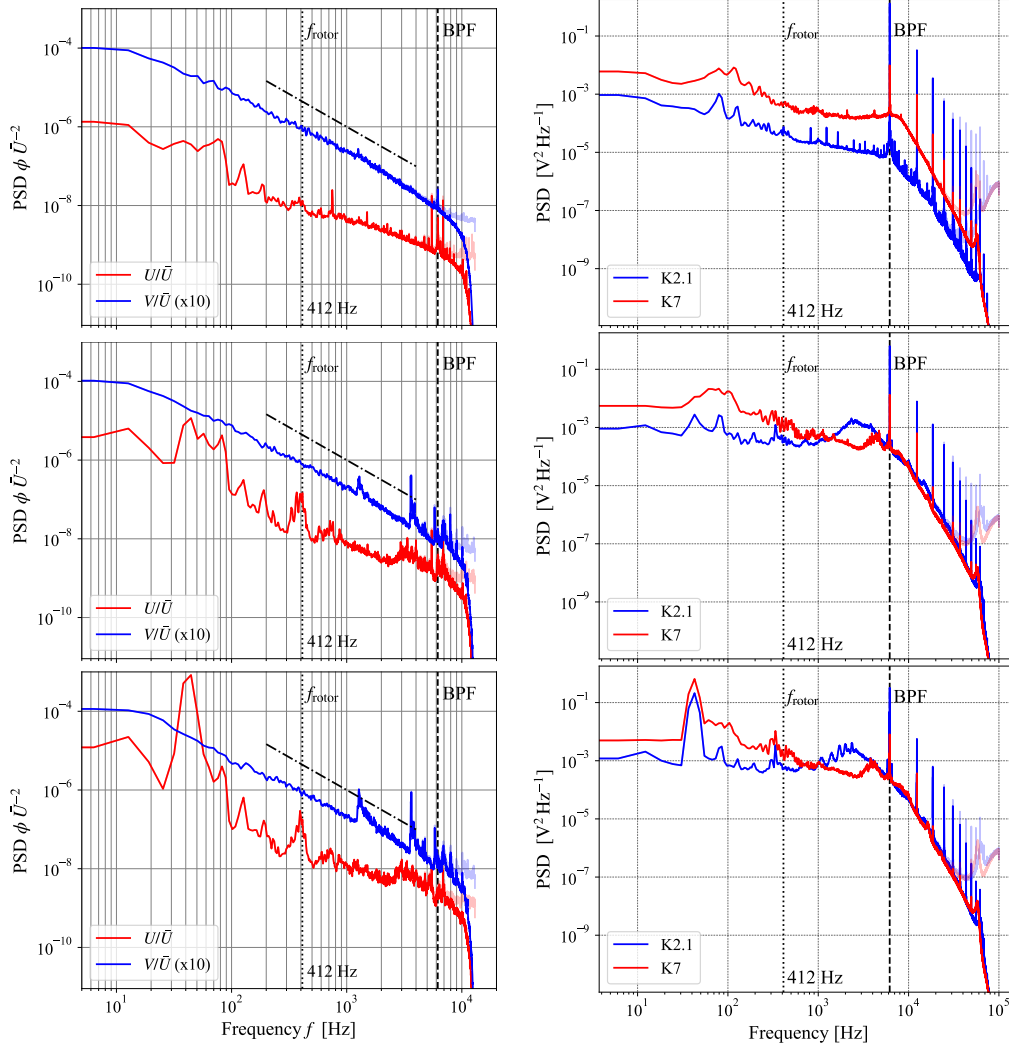 f_rotor
BPF
10⁻⁴
10⁻⁶
10⁻⁸
10⁻¹⁰
PSD ϕ Ū⁻²
U/Ū
V/Ū (x10)
412 Hz
f_rotor
BPF
10⁻¹
10⁻³
10⁻⁵
10⁻⁷
10⁻⁹
PSD [V² Hz⁻¹]
K2.1
K7
412 Hz
f_rotor
BPF
10⁻⁴
10⁻⁶
10⁻⁸
10⁻¹⁰
PSD ϕ Ū⁻²
U/Ū
V/Ū (x10)
412 Hz
f_rotor
BPF
10⁻¹
10⁻³
10⁻⁵
10⁻⁷
10⁻⁹
PSD [V² Hz⁻¹]
K2.1
K7
412 Hz
f_rotor
BPF
10⁻⁴
10⁻⁶
10⁻⁸
10⁻¹⁰
PSD ϕ Ū⁻²
U/Ū
V/Ū (x10)
412 Hz
10¹ 10² 10³ 10⁴
Frequency f [Hz]
f_rotor
BPF
10⁻¹
10⁻³
10⁻⁵
10⁻⁷
10⁻⁹
PSD [V² Hz⁻¹]
K2.1
K7
412 Hz
10¹ 10² 10³ 10⁴ 10⁵
Frequency [Hz]